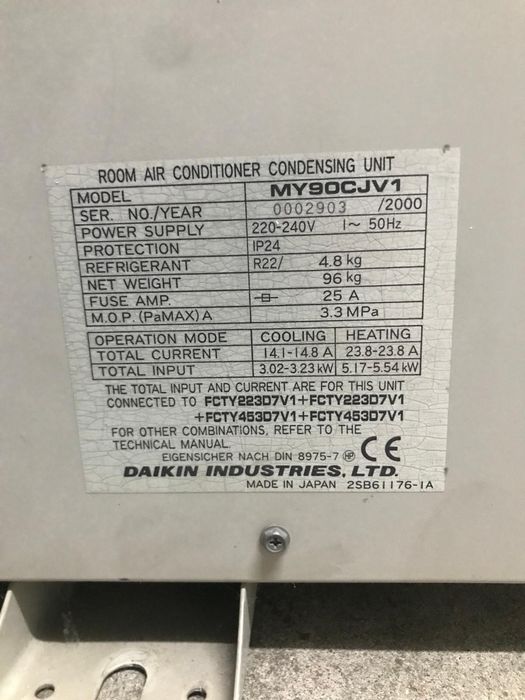 ROOM AIR CONDITIONER CONDENSING UNIT
MODEL MY90CJV1
SER. NO./YEAR 0002903 /2000
POWER SUPPLY 220-240V 1~ 50Hz
PROTECTION IP24
REFRIGERANT R22/ 4.8 kg
NET WEIGHT 96 kg
FUSE AMP. 25 A
M.O.P. (PaMAX) A 3.3 MPa
OPERATION MODE COOLING HEATING
TOTAL CURRENT 14.1-14.8 A 23.8-23.8 A
TOTAL INPUT 3.02-3.23 kW 5.17-5.54 kW
THE TOTAL INPUT AND CURRENT ARE FOR THIS UNIT
CONNECTED TO FCTY223D7V1+FCTY223D7V1
+FCTY453D7V1+FCTY453D7V1
FOR OTHER COMBINATIONS, REFER TO THE
TECHNICAL MANUAL.
EIGENSICHER NACH DIN 8975-7 HP CE
DAIKIN INDUSTRIES, LTD.
MADE IN JAPAN 2SB61176-1A